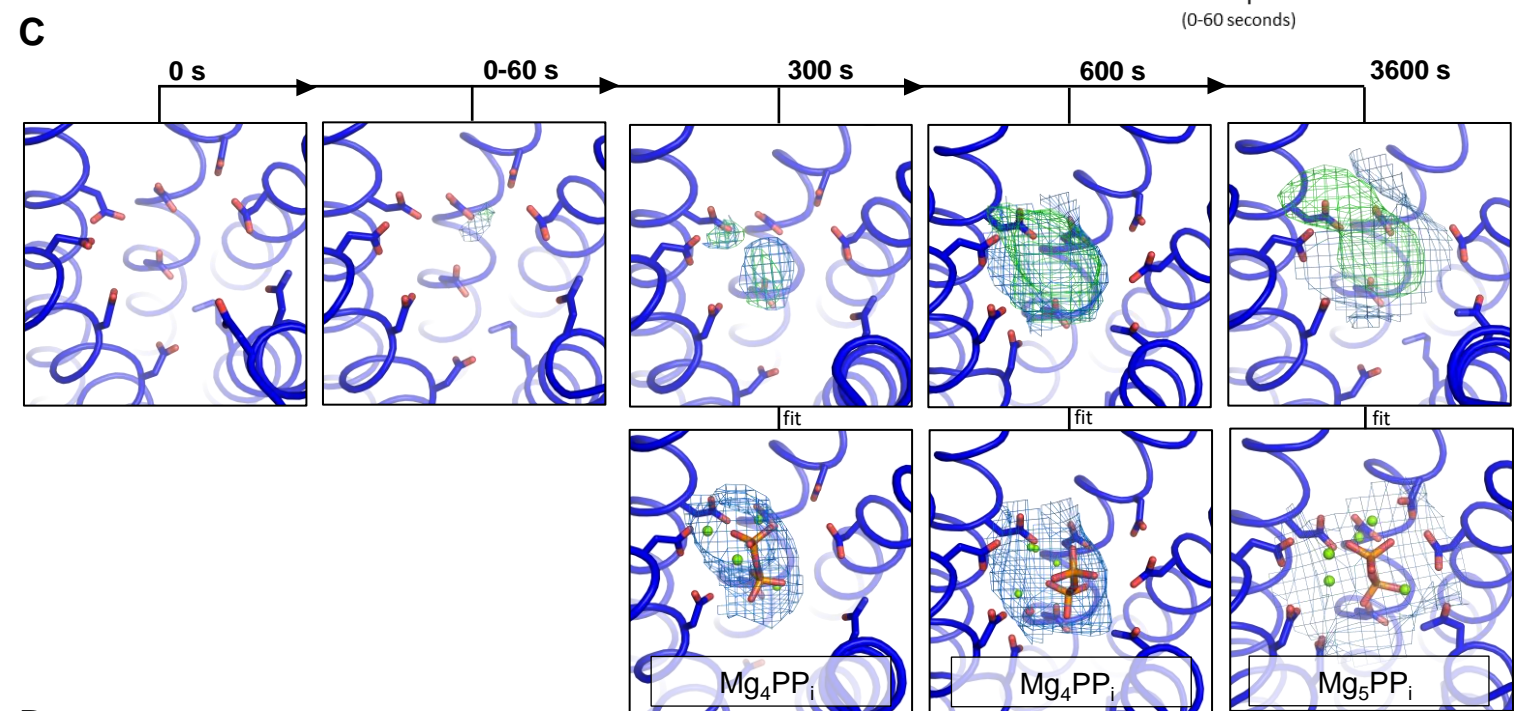 (0-60 seconds)
C
0 s
0-60 s
300 s
600 s
3600 s
fit
fit
fit
Mg₄PPᵢ
Mg₄PPᵢ
Mg₅PPᵢ